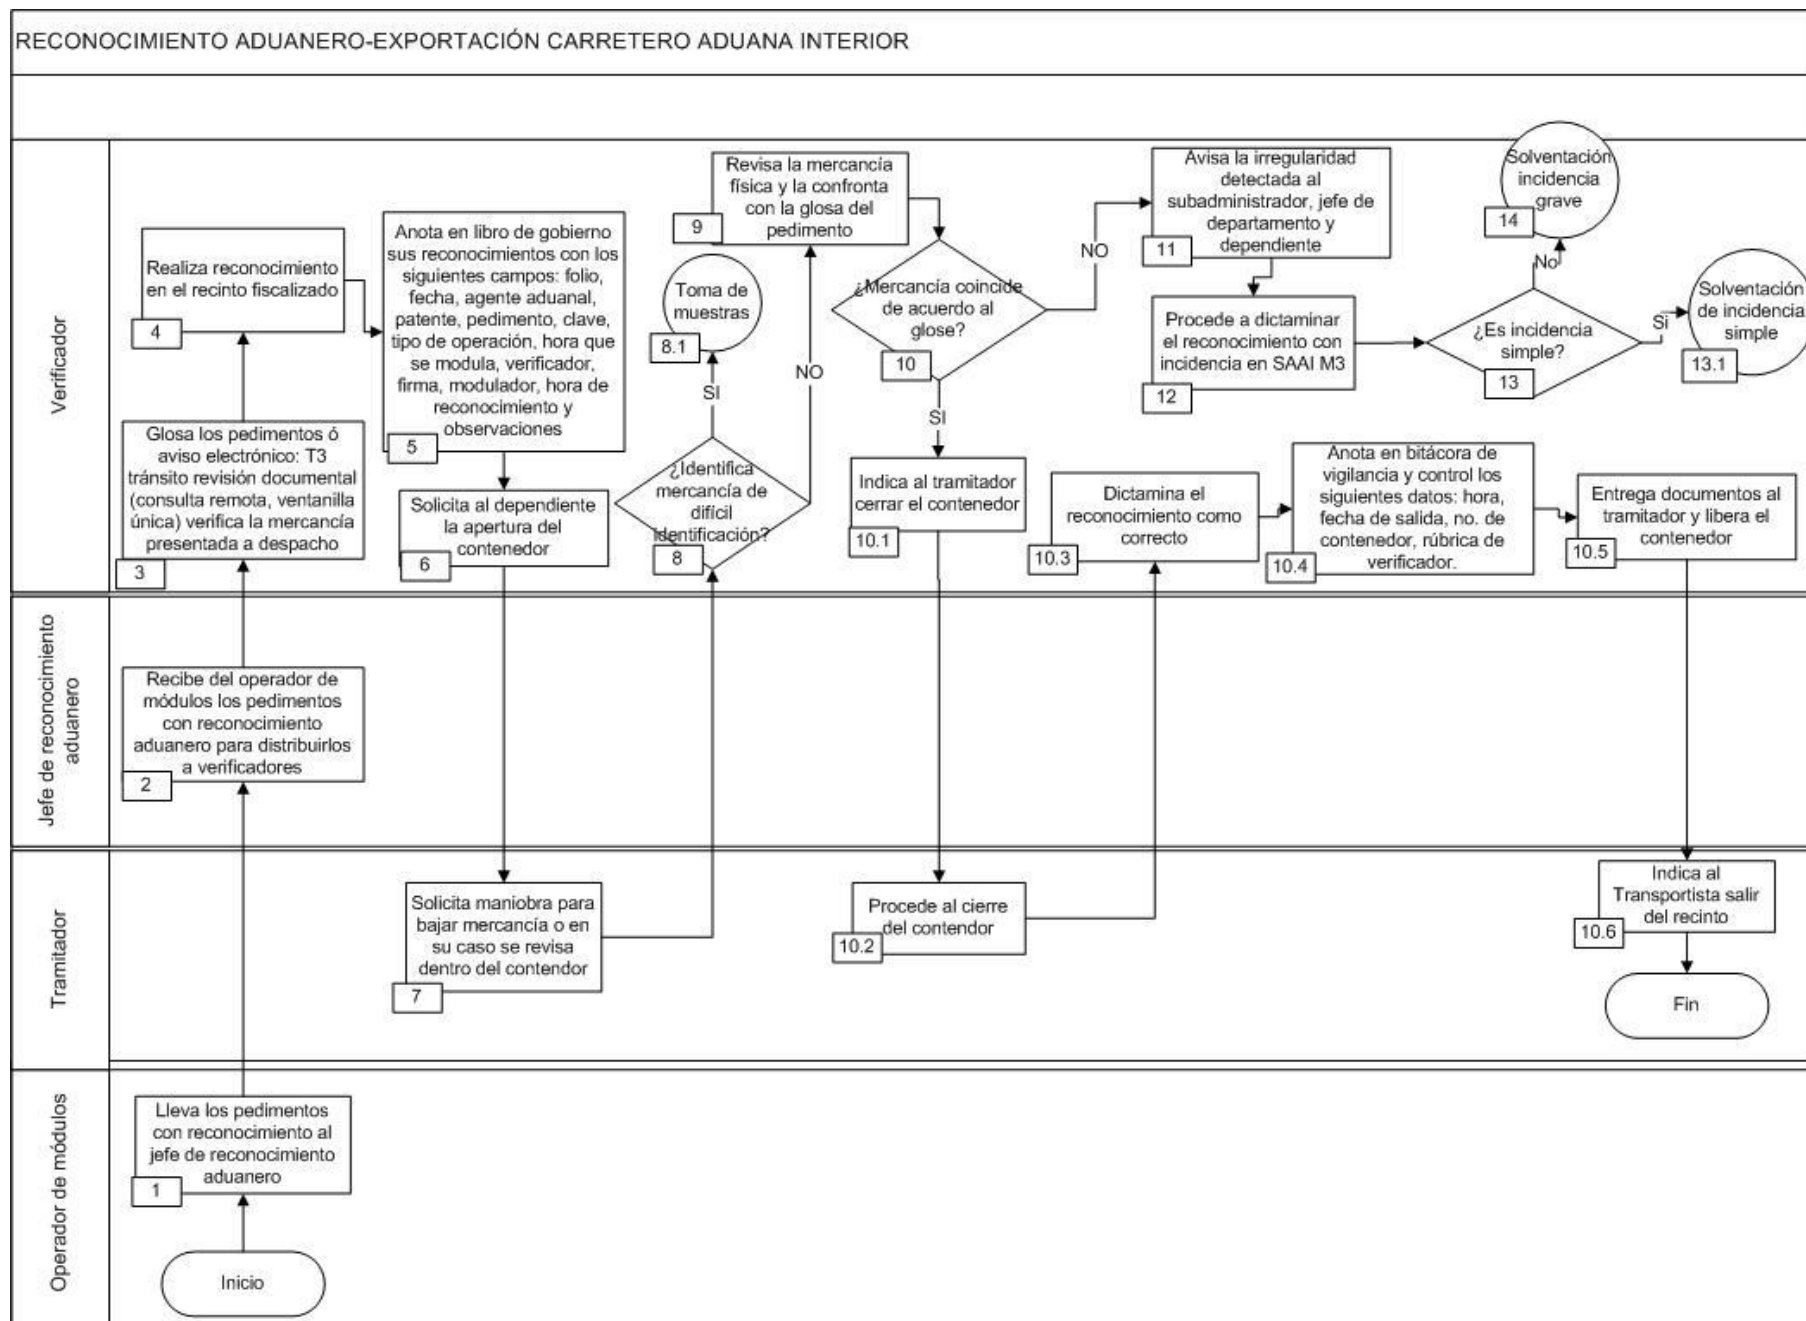 RECONOCIMIENTO ADUANERO-EXPORTACIÓN CARRETERO ADUANA INTERIOR
Verificador
Realiza reconocimiento
en el recinto fiscalizado
4
Glosa los pedimentos ó
aviso electrónico: T3
tránsito revisión documental
(consulta remota, ventanilla
única) verifica la mercancía
presentada a despacho
3
Anota en libro de gobierno
sus reconocimientos con los
siguientes campos: folio,
fecha, agente aduanal,
patente, pedimento, clave,
tipo de operación, hora que
se modula, verificador,
firma, modulador, hora de
reconocimiento y
observaciones
5
Solicita al dependiente
la apertura del
contenedor
6
Toma de
muestras
8.1
SI
¿Identifica
mercancía de
difícil
identificación?
8
NO
Revisa la mercancía
física y la confronta
con la glosa del
pedimento
9
¿Mercancía coincide
de acuerdo al
glose?
10
NO
SI
Indica al tramitador
cerrar el contenedor
10.1
Avisa la irregularidad
detectada al
subadministrador, jefe de
departamento y
dependiente
11
Procede a dictaminar
el reconocimiento con
incidencia en SAAI M3
12
¿Es incidencia
simple?
13
No
Solventación
incidencia
grave
14
Si
Solventación
de incidencia
simple
13.1
Dictamina el
reconocimiento como
correcto
10.3
Anota en bitácora de
vigilancia y control los
siguientes datos: hora,
fecha de salida, no. de
contenedor, rúbrica de
verificador.
10.4
Entrega documentos al
tramitador y libera el
contenedor
10.5
Jefe de reconocimiento
aduanero
Recibe del operador de
módulos los pedimentos
con reconocimiento
aduanero para distribuirlos
a verificadores
2
Tramitador
Solicita maniobra para
bajar mercancía o en
su caso se revisa
dentro del contendor
7
Procede al cierre
del contendor
10.2
Indica al
Transportista salir
del recinto
10.6
Fin
Operador de módulos
Lleva los pedimentos
con reconocimiento al
jefe de reconocimiento
aduanero
1
Inicio